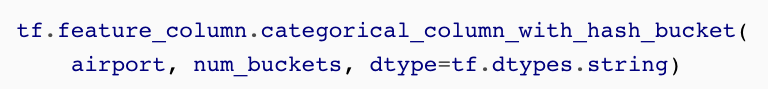 tf.feature_column.categorical_column_with_hash_bucket(
airport, num_buckets, dtype=tf.dtypes.string)